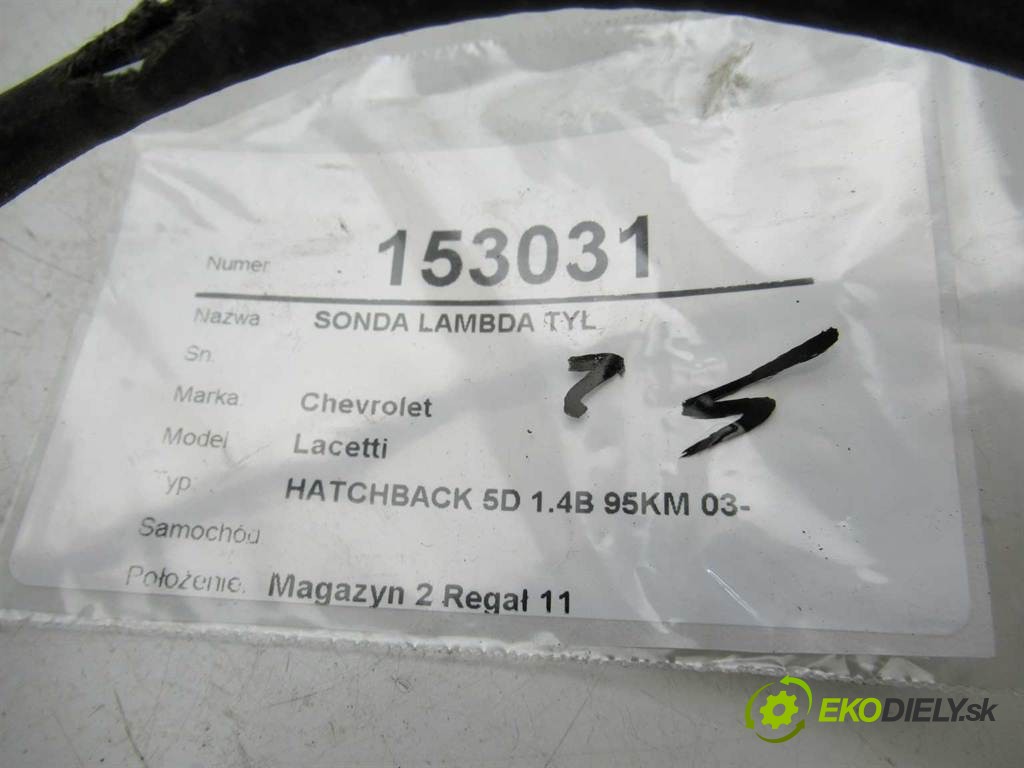 Numer 153031
Nazwa SONDA LAMBDA TYŁ
Sn.
Marka Chevrolet
Model Lacetti
Typ HATCHBACK 5D 1.4B 95KM 03-
Samochód
Położenie. Magazyn 2 Regał 11
EKODIELY.sk